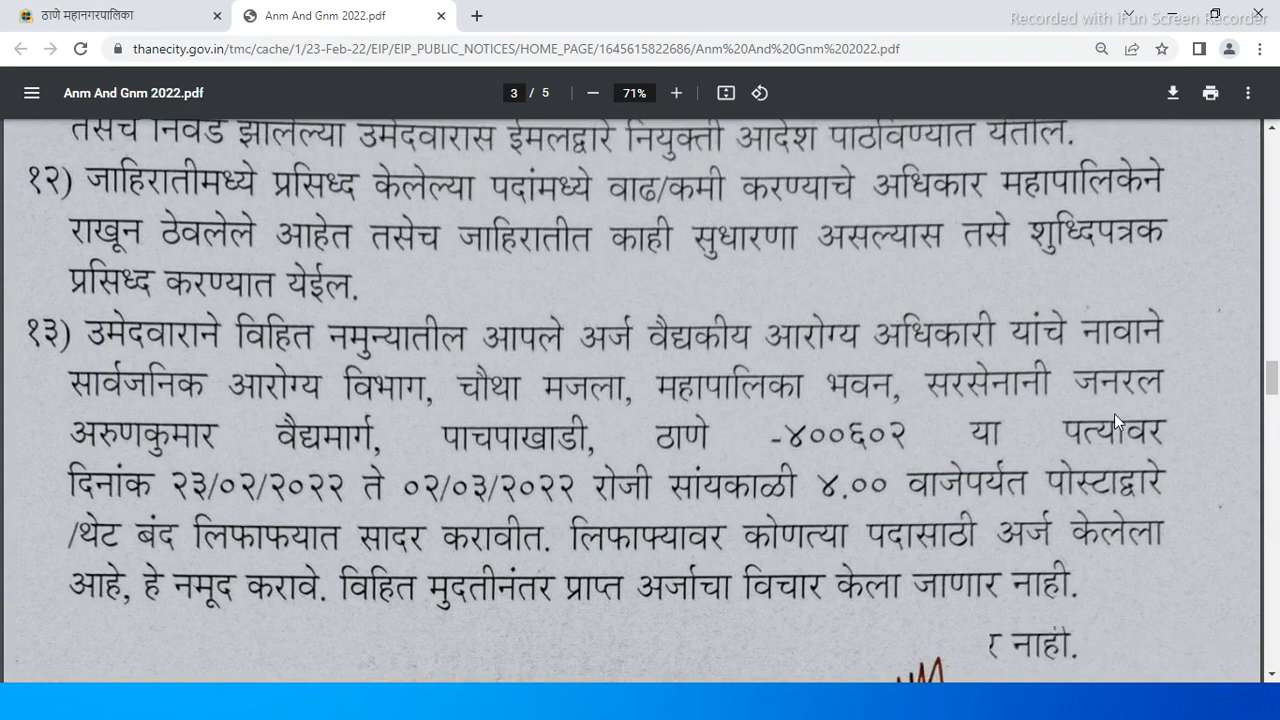 ठाणे महानगरपालिका
Anm And Gnm 2022.pdf
Recorded with iFun Screen Recorder
thanecity.gov.in/tmc/cache/1/23-Feb-22/EIP/EIP_PUBLIC_NOTICES/HOME_PAGE/1645615822686/Anm%20And%20Gnm%202022.pdf
Anm And Gnm 2022.pdf
3 / 5
71%
तसेच निवड झालेल्या उमेदवारास ईमेलद्वारे नियुक्ती आदेश पाठविण्यात येतील.
१२) जाहिरातीमध्ये प्रसिध्द केलेल्या पदांमध्ये वाढ/कमी करण्याचे अधिकार महापालिकेने
राखून ठेवलेले आहेत तसेच जाहिरातीत काही सुधारणा असल्यास तसे शुध्दिपत्रक
प्रसिध्द करण्यात येईल.
१३) उमेदवाराने विहित नमुन्यातील आपले अर्ज वैद्यकीय आरोग्य अधिकारी यांचे नावाने
सार्वजनिक आरोग्य विभाग, चौथा मजला, महापालिका भवन, सरसेनानी जनरल
अरुणकुमार वैद्यमार्ग, पाचपाखाडी, ठाणे -४००६०२ या पत्यावर
दिनांक २३/०२/२०२२ ते ०२/०३/२०२२ रोजी सांयकाळी ४.०० वाजेपर्यंत पोस्टाद्वारे
/थेट बंद लिफाफयात सादर करावीत. लिफाफ्यावर कोणत्या पदासाठी अर्ज केलेला
आहे, हे नमूद करावे. विहित मुदतीनंतर प्राप्त अर्जाचा विचार केला जाणार नाही.
र नाही.